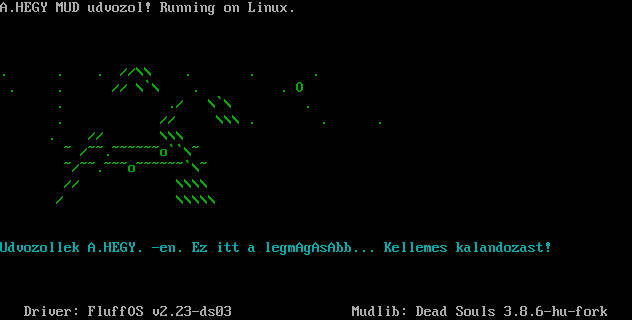 A.HEGY MUD udvozol! Running on Linux.
Udvozollek A.HEGY. -en. Ez itt a legmAgAsAbb... Kellemes kalandozast!
Driver: FluffOS v2.23-ds03 Mudlib: Dead Souls 3.8.6-hu-fork